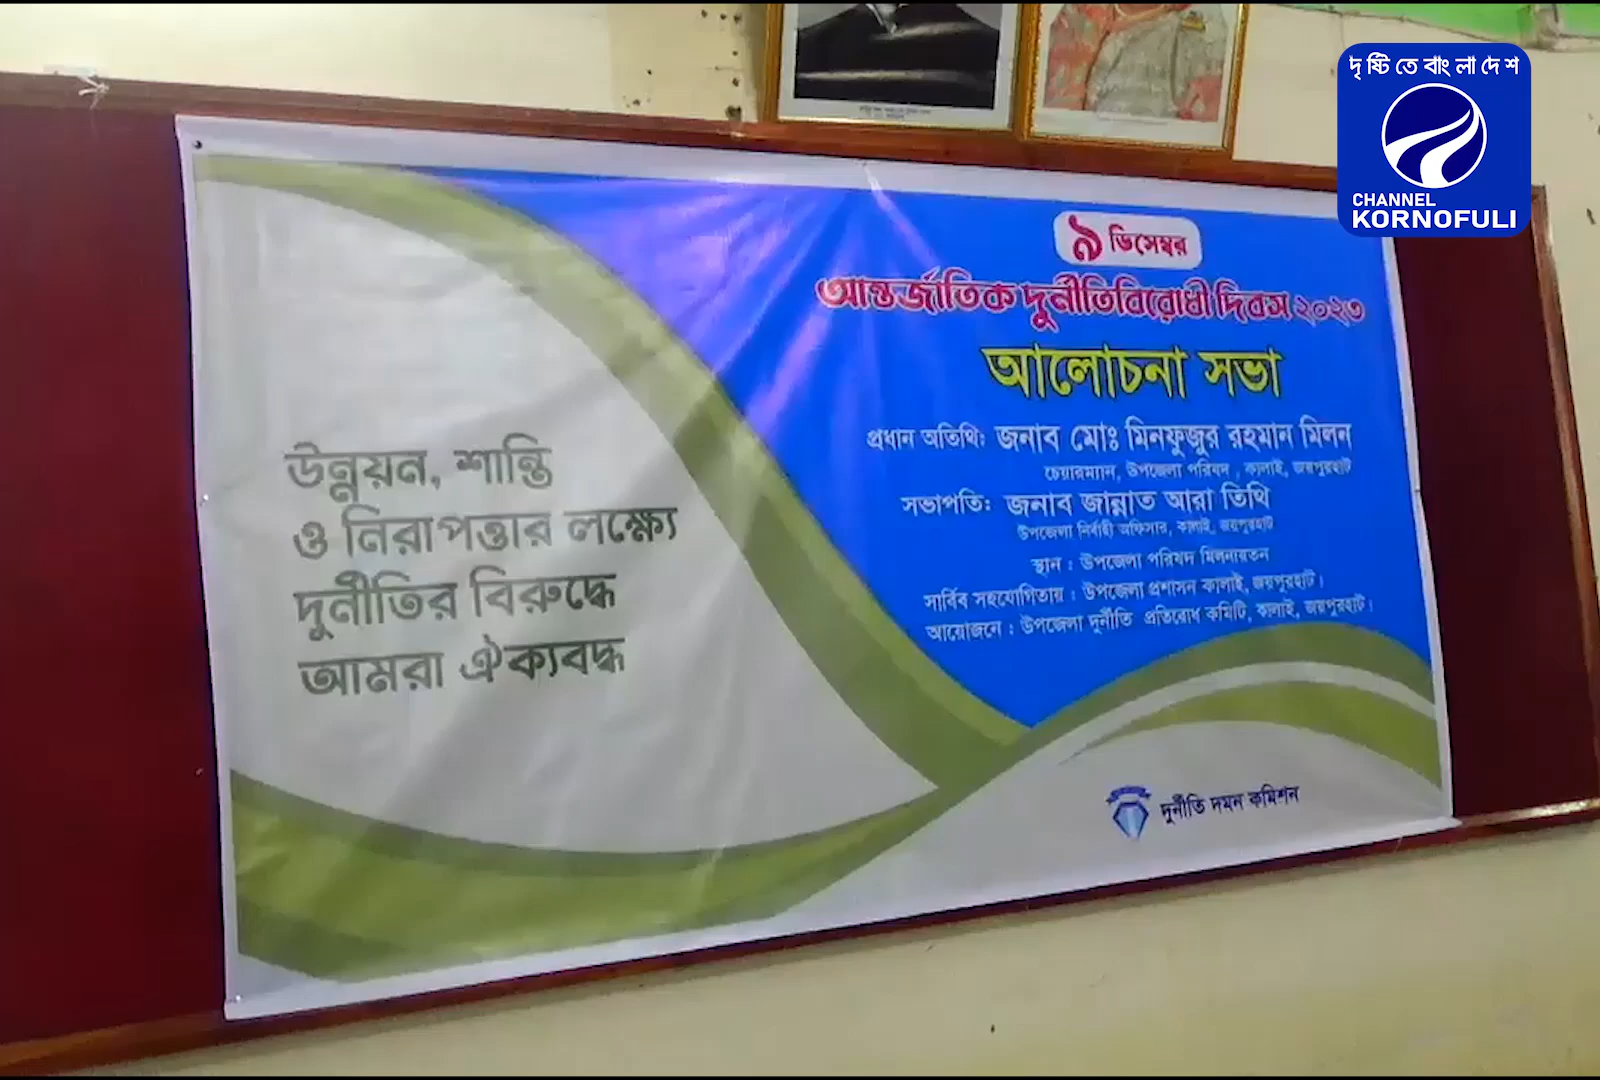 দৃষ্টিতে বাংলাদেশ
CHANNEL
KORNOFULI
৯ ডিসেম্বর
আন্তর্জাতিক দুর্নীতিবিরোধী দিবস ২০২৩
আলোচনা সভা
প্রধান অতিথি: জনাব মোঃ মিনফুজুর রহমান মিলন
চেয়ারম্যান, উপজেলা পরিষদ , কালাই, জয়পুরহাট
সভাপতি: জনাব জান্নাত আরা তিথি
উপজেলা নির্বাহী অফিসার, কালাই, জয়পুরহাট
স্থান : উপজেলা পরিষদ মিলনায়তন
সার্বিব সহযোগিতায় : উপজেলা প্রশাসন কালাই, জয়পুরহাট।
আয়োজনে : উপজেলা দুর্নীতি প্রতিরোধ কমিটি, কালাই, জয়পুরহাট।
উন্নয়ন, শান্তি
ও নিরাপত্তার লক্ষ্যে
দুর্নীতির বিরুদ্ধে
আমরা ঐক্যবদ্ধ
দুর্নীতি দমন কমিশন